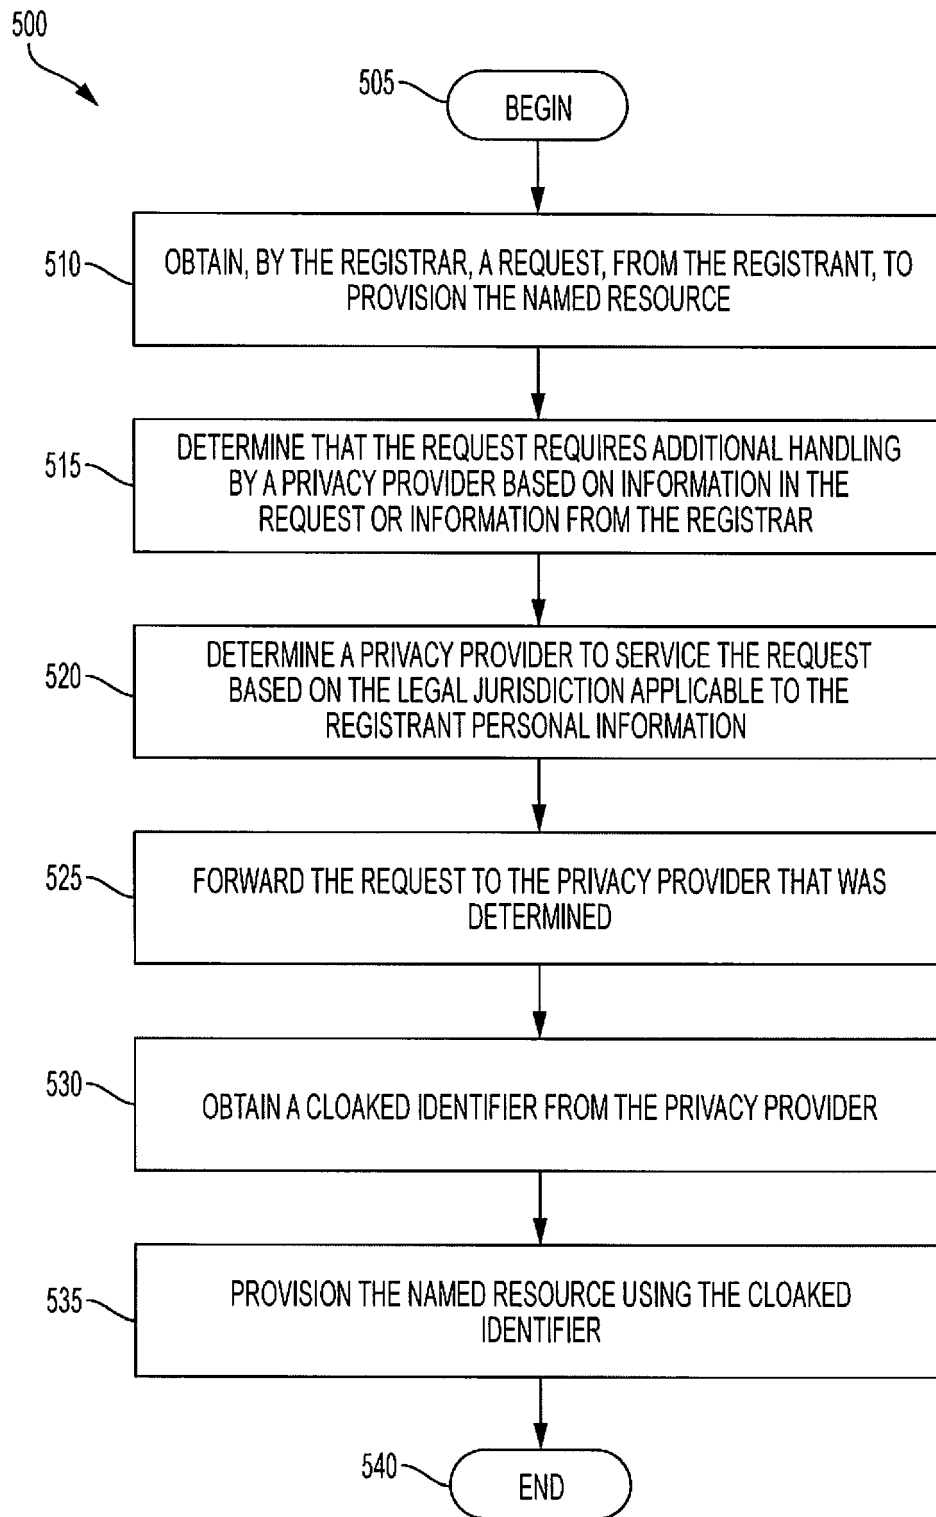 500
505
BEGIN
510
OBTAIN, BY THE REGISTRAR, A REQUEST, FROM THE REGISTRANT, TO
PROVISION THE NAMED RESOURCE
515
DETERMINE THAT THE REQUEST REQUIRES ADDITIONAL HANDLING
BY A PRIVACY PROVIDER BASED ON INFORMATION IN THE
REQUEST OR INFORMATION FROM THE REGISTRAR
520
DETERMINE A PRIVACY PROVIDER TO SERVICE THE REQUEST
BASED ON THE LEGAL JURISDICTION APPLICABLE TO THE
REGISTRANT PERSONAL INFORMATION
525
FORWARD THE REQUEST TO THE PRIVACY PROVIDER THAT WAS
DETERMINED
530
OBTAIN A CLOAKED IDENTIFIER FROM THE PRIVACY PROVIDER
535
PROVISION THE NAMED RESOURCE USING THE CLOAKED
IDENTIFIER
540
END